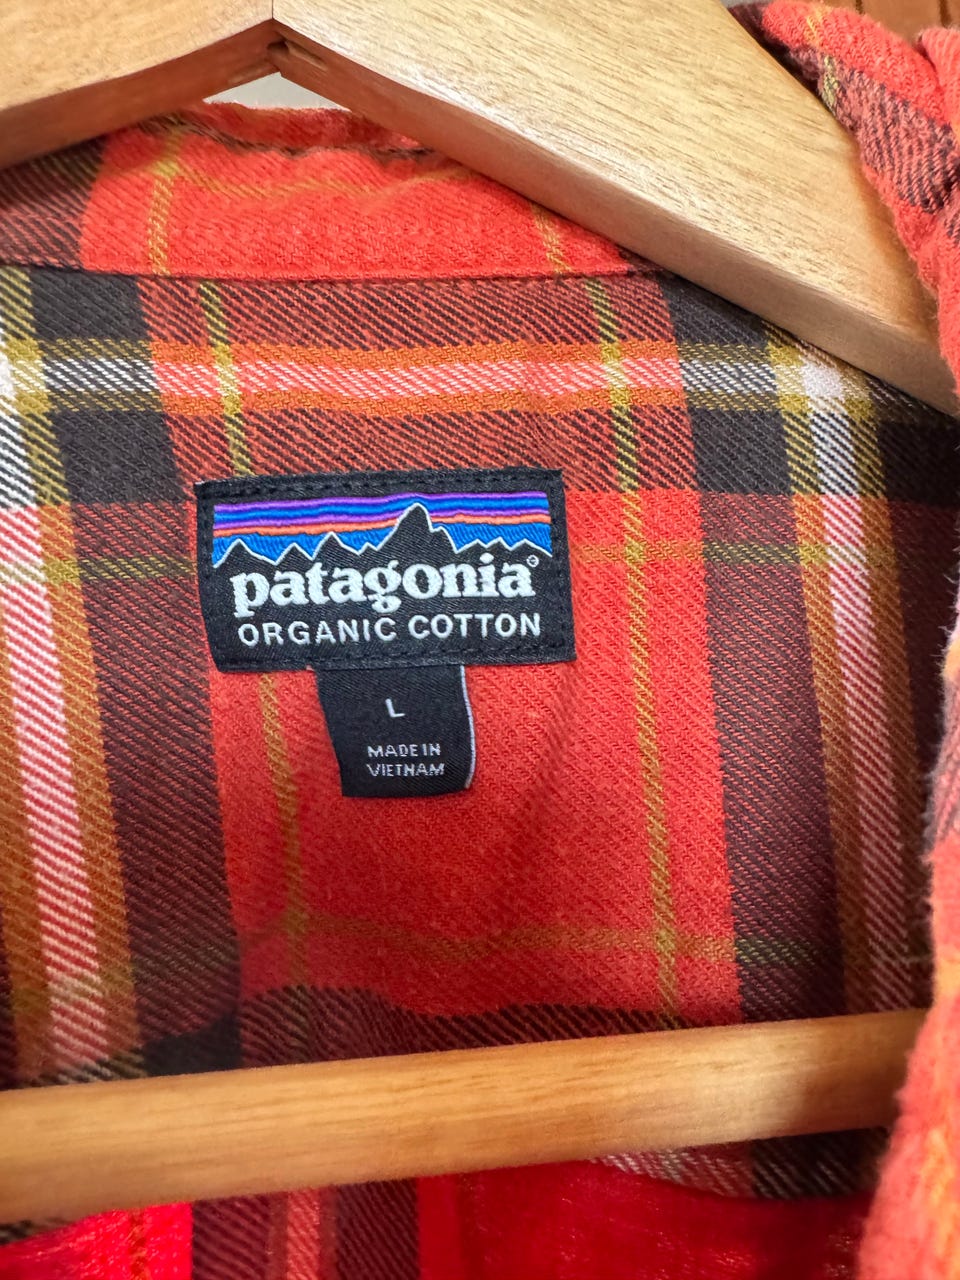 patagonia®
ORGANIC COTTON
L
MADE IN
VIETNAM